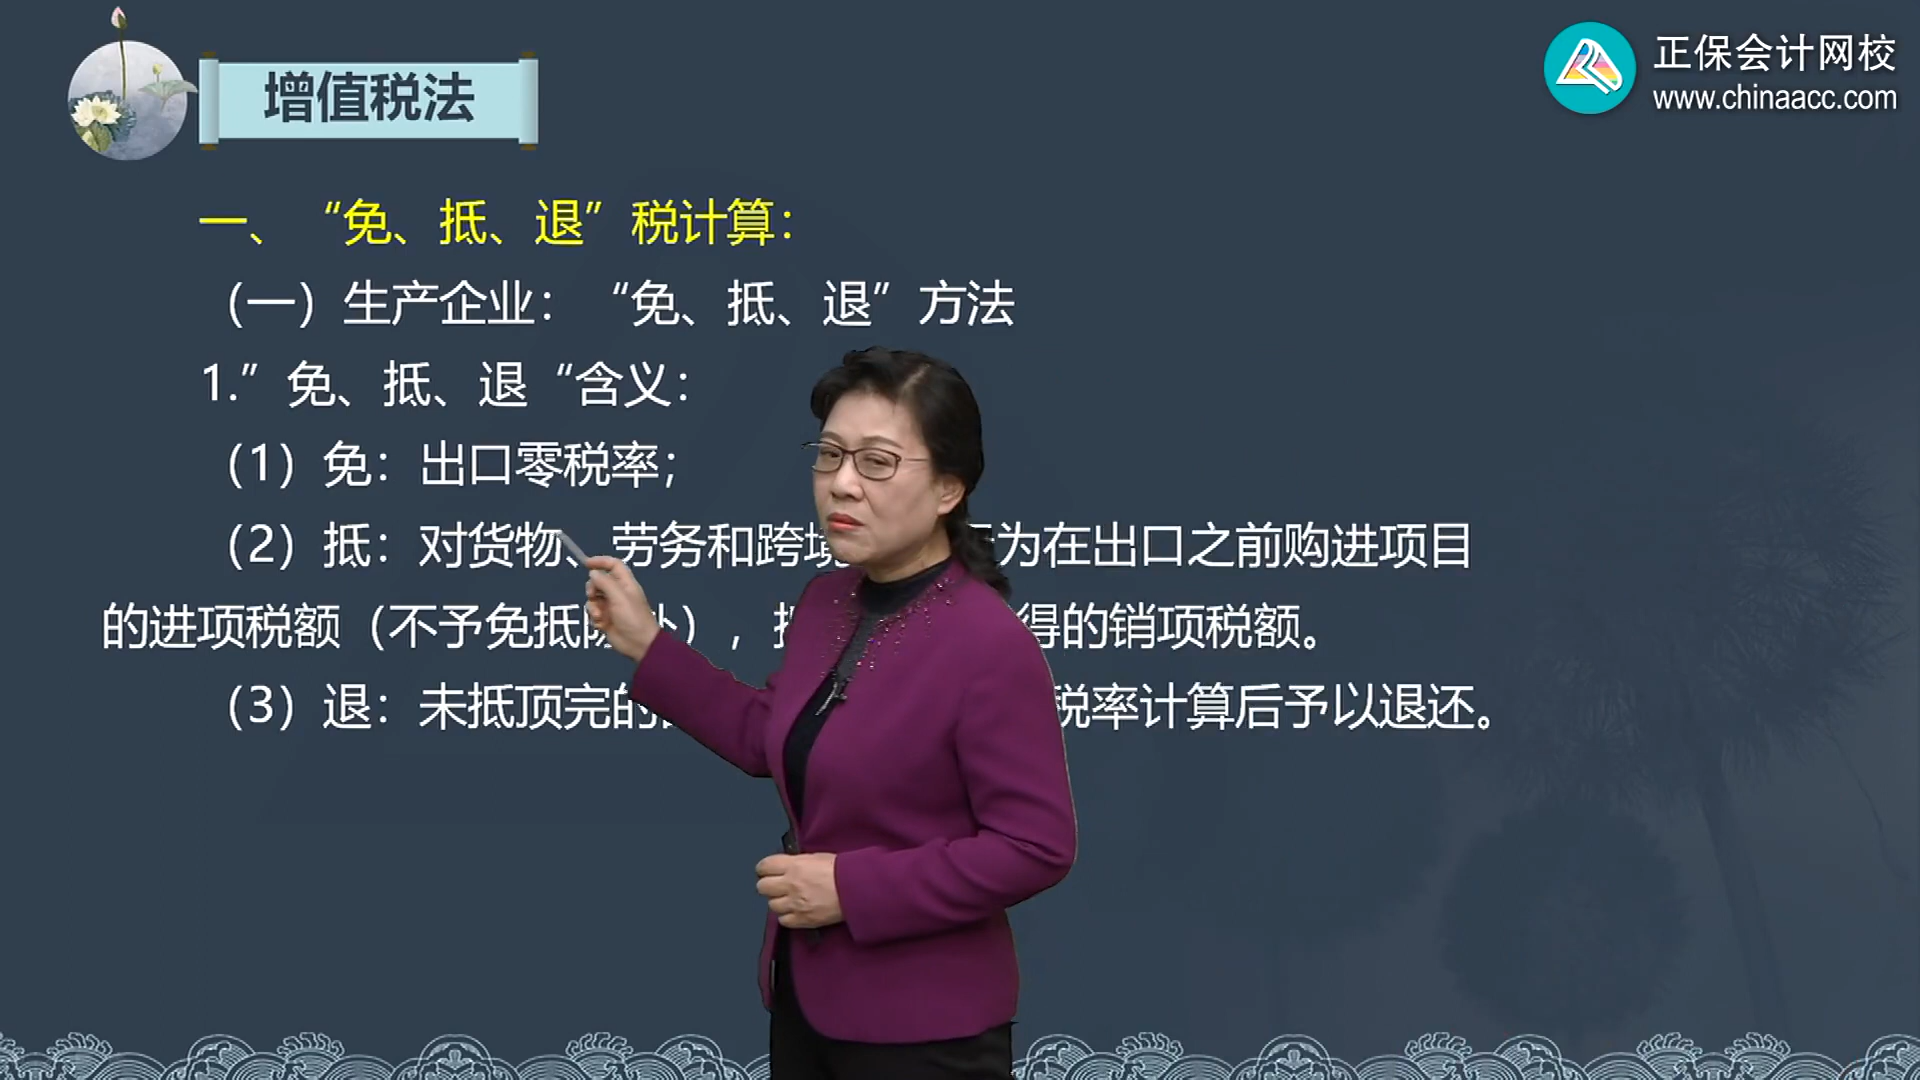 增值税法
正保会计网校
www.chinaacc.com
一、“免、抵、退”税计算：
（一）生产企业：“免、抵、退”方法
1.”免、抵、退“含义：
（1）免：出口零税率；
（2）抵：对货物、劳务和跨境 为在出口之前购进项目
的进项税额（不予免抵除外），抵 得的销项税额。
（3）退：未抵顶完的 税率计算后予以退还。